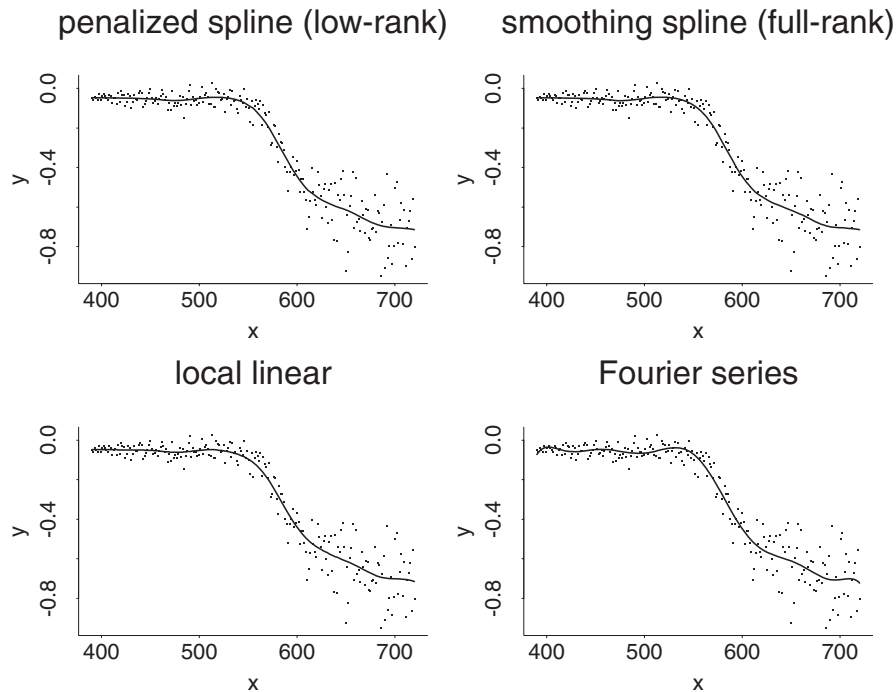 penalized spline (low-rank)
0.0
-0.4
-0.8
y
400 500 600 700
x
smoothing spline (full-rank)
0.0
-0.4
-0.8
y
400 500 600 700
x
local linear
0.0
-0.4
-0.8
y
400 500 600 700
x
Fourier series
0.0
-0.4
-0.8
y
400 500 600 700
x